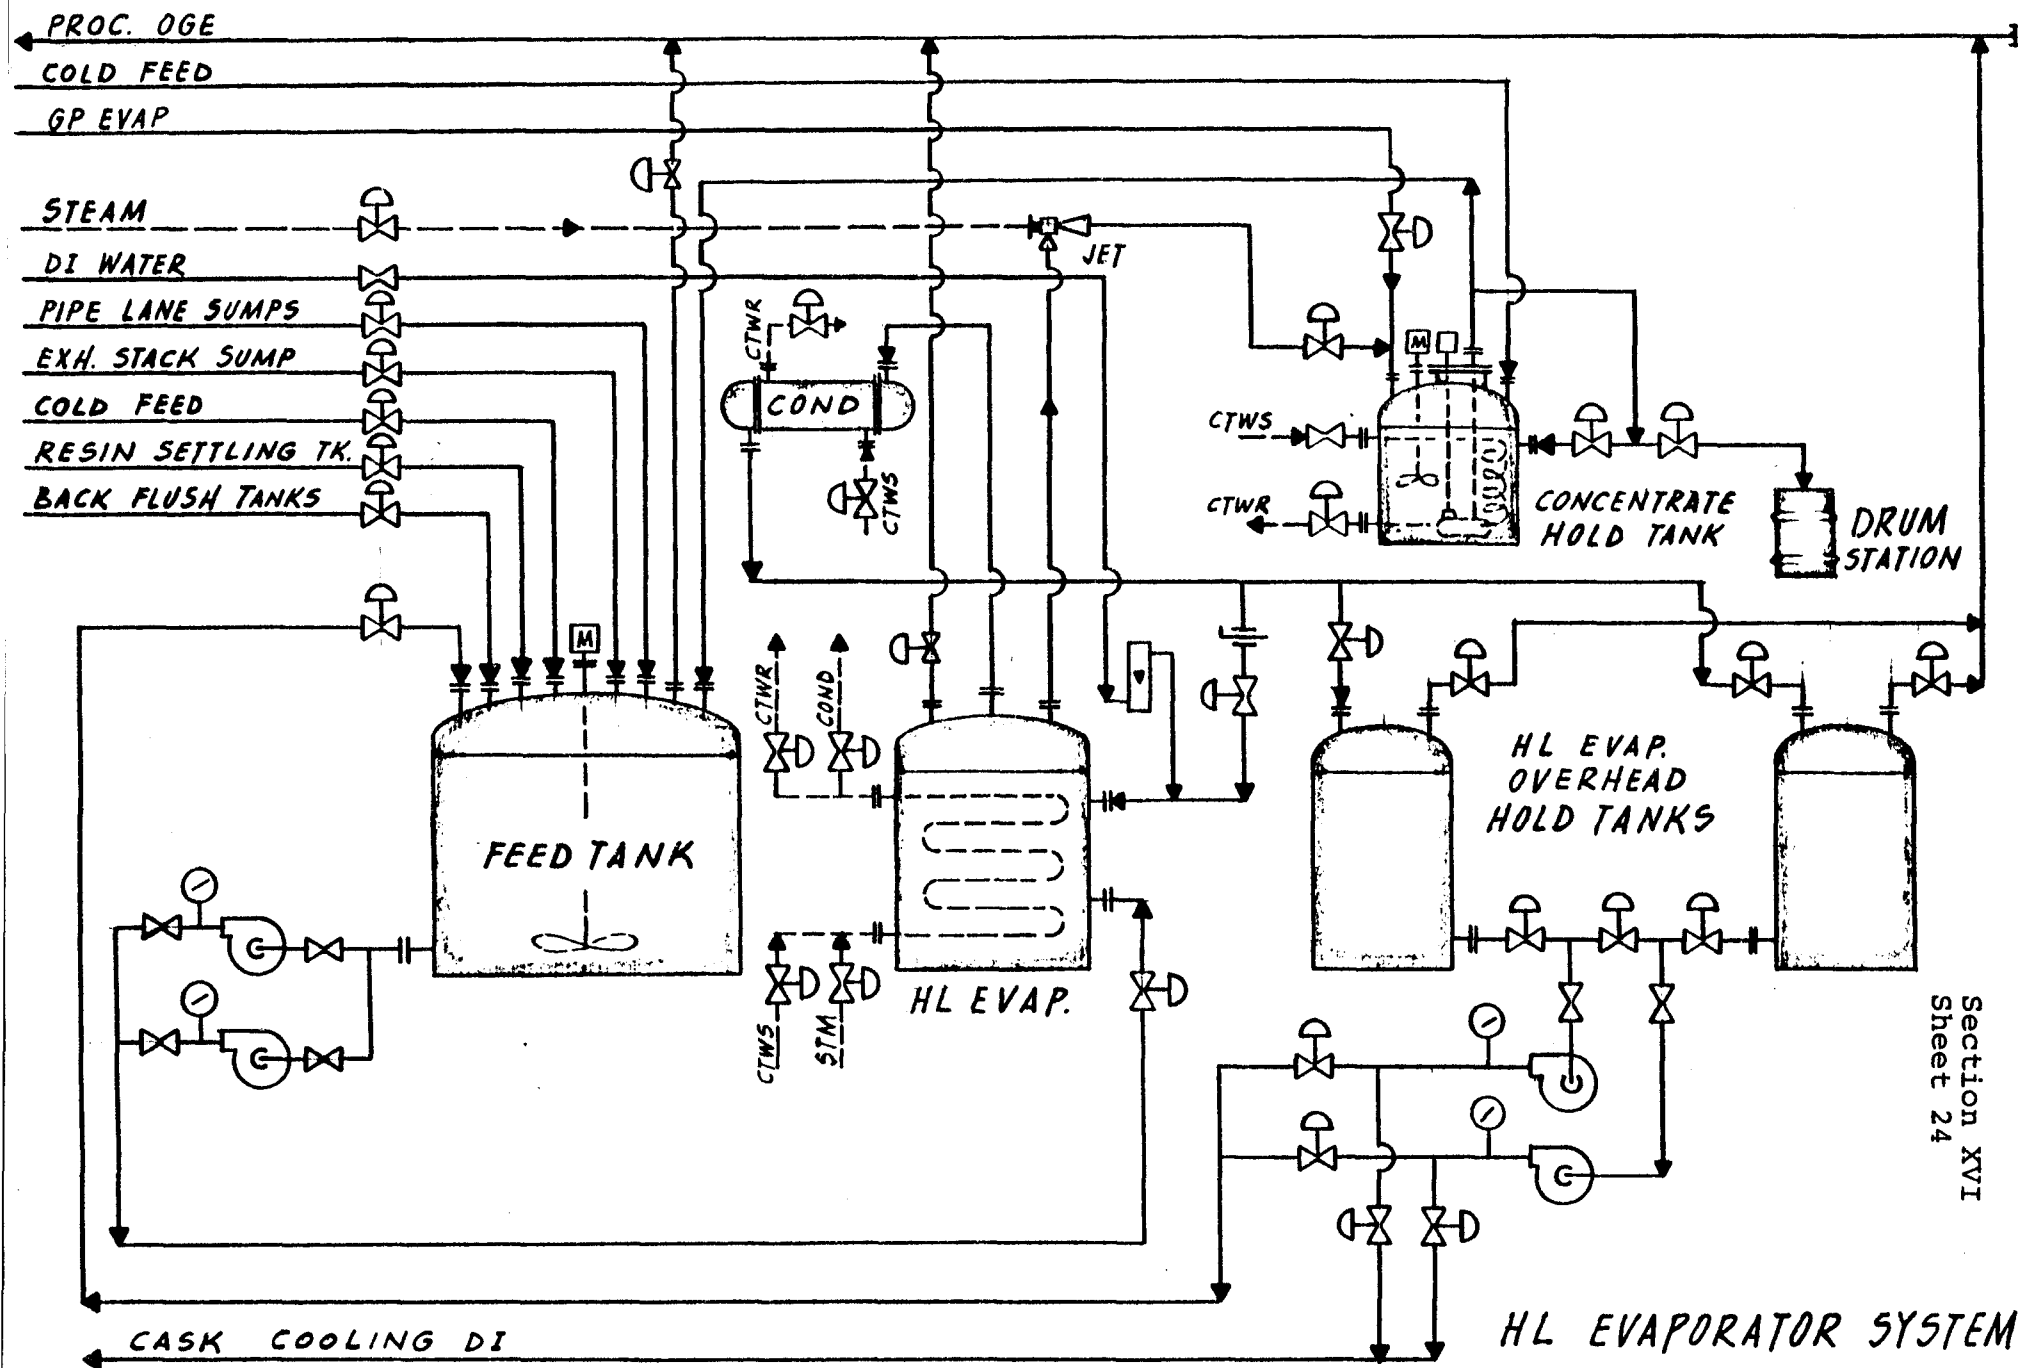 PROC. OGE
COLD FEED
GP EVAP
STEAM
JET
DI WATER
PIPE LANE SUMPS
CTWR
EXH. STACK SUMP
M
COLD FEED
COND
CTWS
RESIN SETTLING TK.
BACK FLUSH TANKS
CTWS
CTWR
CONCENTRATE
HOLD TANK
DRUM
STATION
M
CTWR
COND
HL EVAP.
OVERHEAD
HOLD TANKS
FEED TANK
HL EVAP.
CTWS
STM
Section XVI
Sheet 24
CASK COOLING DI
HL EVAPORATOR SYSTEM